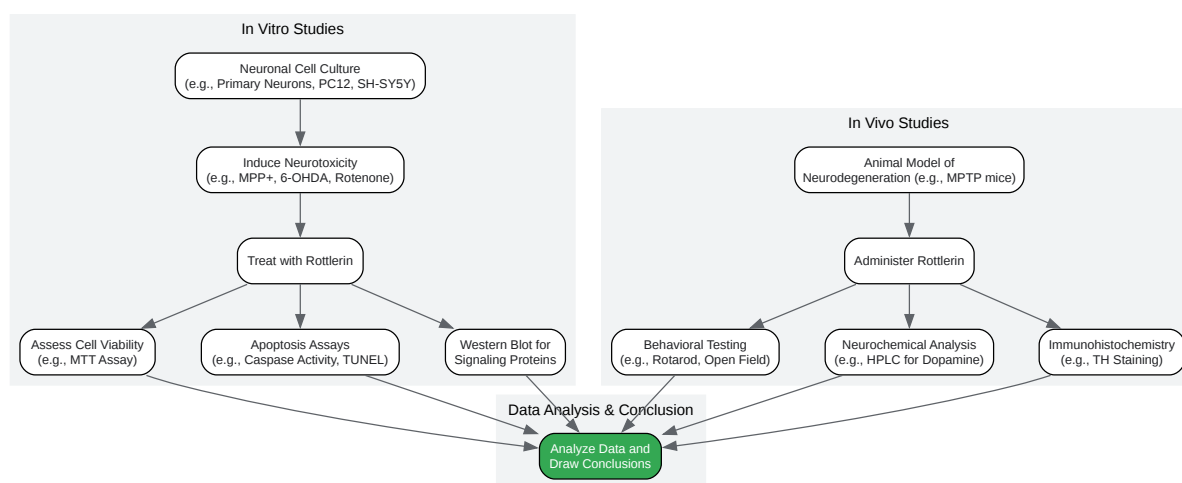 In Vitro Studies
Neuronal Cell Culture
(e.g., Primary Neurons, PC12, SH-SY5Y)
Induce Neurotoxicity
(e.g., MPP+, 6-OHDA, Rotenone)
Treat with Rottlerin
Assess Cell Viability
(e.g., MTT Assay)
Apoptosis Assays
(e.g., Caspase Activity, TUNEL)
Western Blot for
Signaling Proteins
In Vivo Studies
Animal Model of
Neurodegeneration (e.g., MPTP mice)
Administer Rottlerin
Behavioral Testing
(e.g., Rotarod, Open Field)
Neurochemical Analysis
(e.g., HPLC for Dopamine)
Immunohistochemistry
(e.g., TH Staining)
Data Analysis & Conclusion
Analyze Data and
Draw Conclusions